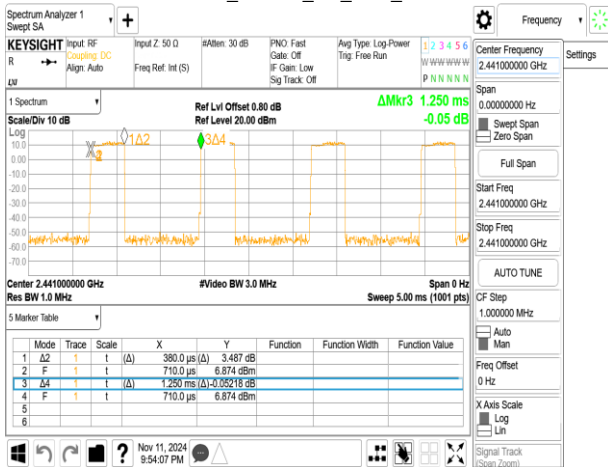 Spectrum Analyzer 1
Swept SA
+
Frequency
KEYSIGHT
R
Input: RF
Coupling: DC
Align: Auto
Input Z: 50 Ω
Freq Ref: Int (S)
#Atten: 30 dB
PNO: Fast
Gate: Off
IF Gain: Low
Sig Track: Off
Avg Type: Log-Power
Trig: Free Run
1 2 3 4 5 6
W W W W W W
P N N N N N
Settings
1 Spectrum
Scale/Div 10 dB
Ref Lvl Offset 0.80 dB
Ref Level 20.00 dBm
ΔMkr3 1.250 ms
-0.05 dB
Log
10.0
0.00
-10.0
-20.0
-30.0
-40.0
-50.0
-60.0
-70.0
1Δ2
3Δ4
Center 2.441000000 GHz
Res BW 1.0 MHz
#Video BW 3.0 MHz
Span 0 Hz
Sweep 5.00 ms (1001 pts)
5 Marker Table
Mode Trace Scale X Y Function Function Width Function Value
1 Δ2 1 t (Δ) 380.0 µs (Δ) 3.487 dB
2 F 1 t 710.0 µs 6.874 dBm
3 Δ4 1 t (Δ) 1.250 ms (Δ) -0.05218 dB
4 F 1 t 710.0 µs 6.874 dBm
5
6
Nov 11, 2024
9:54:07 PM
Center Frequency
2.441000000 GHz
Span
0.00000000 Hz
Swept Span
Zero Span
Full Span
Start Freq
2.441000000 GHz
Stop Freq
2.441000000 GHz
AUTO TUNE
CF Step
1.000000 MHz
Auto
Man
Freq Offset
0 Hz
X Axis Scale
Log
Lin
Signal Track
(Span Zoom)